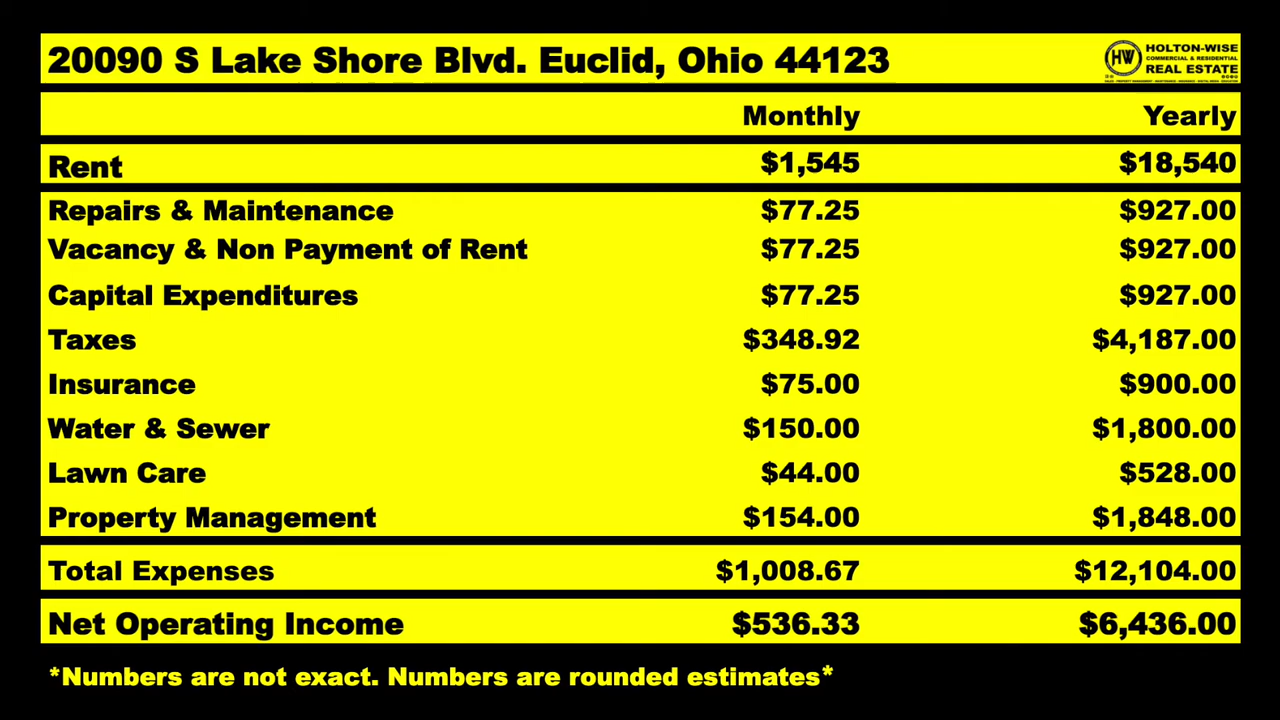 20090 S Lake Shore Blvd. Euclid, Ohio 44123
HW
HOLTON-WISE
COMMERCIAL & RESIDENTIAL
REAL ESTATE
Monthly Yearly
Rent $1,545 $18,540
Repairs & Maintenance $77.25 $927.00
Vacancy & Non Payment of Rent $77.25 $927.00
Capital Expenditures $77.25 $927.00
Taxes $348.92 $4,187.00
Insurance $75.00 $900.00
Water & Sewer $150.00 $1,800.00
Lawn Care $44.00 $528.00
Property Management $154.00 $1,848.00
Total Expenses $1,008.67 $12,104.00
Net Operating Income $536.33 $6,436.00
*Numbers are not exact. Numbers are rounded estimates*